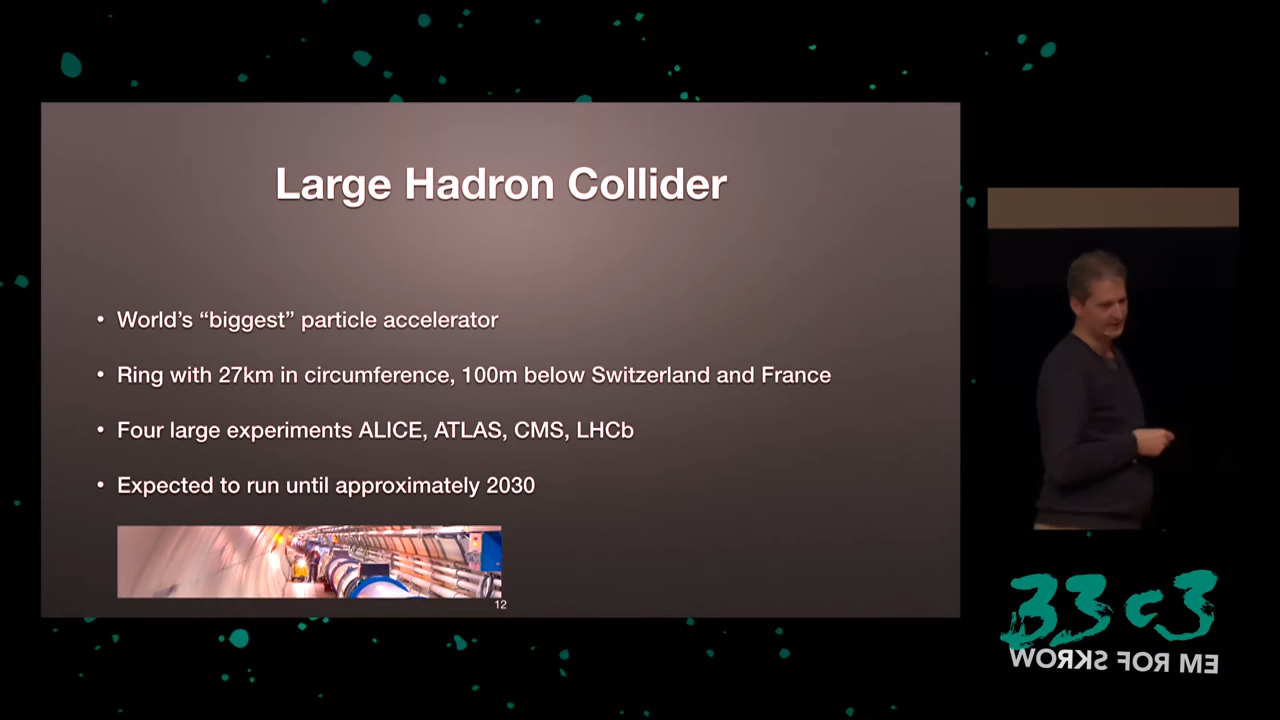 Large Hadron Collider
• World's “biggest” particle accelerator
• Ring with 27km in circumference, 100m below Switzerland and France
• Four large experiments ALICE, ATLAS, CMS, LHCb
• Expected to run until approximately 2030
12
33c3
WORKS FOR ME